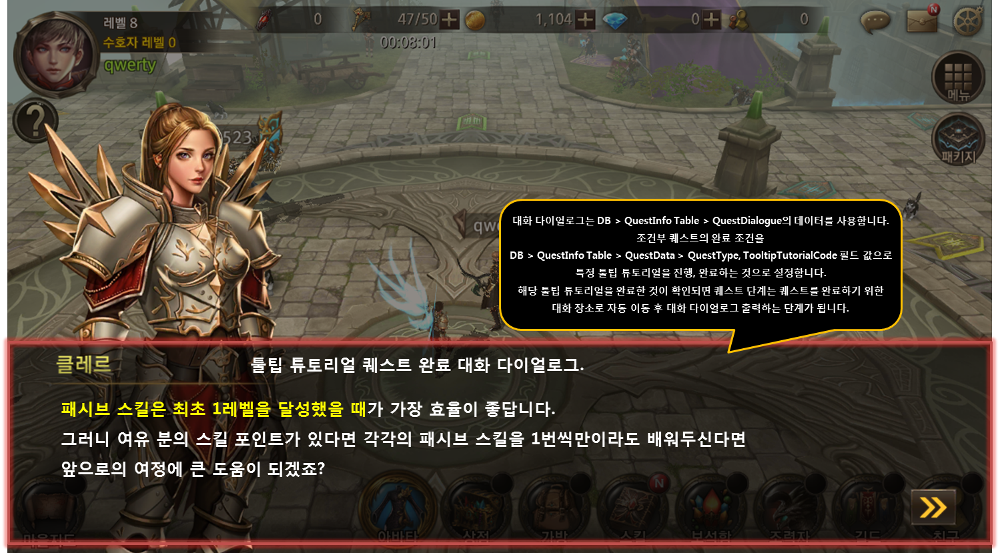 레벨 8
수호자 레벨 0
qwerty
0
47/50
1,104
0
0
00:08:01
N
메뉴
패키지
?
523
대화 다이얼로그는 DB > QuestInfo Table > QuestDialogue의 데이터를 사용합니다.
조건부 퀘스트의 완료 조건을
DB > QuestInfo Table > QuestData > QuestType, TooltipTutorialCode 필드 값으로
특정 툴팁 튜토리얼을 진행, 완료하는 것으로 설정합니다.
해당 툴팁 튜토리얼을 완료한 것이 확인되면 퀘스트 단계는 퀘스트를 완료하기 위한
대화 장소로 자동 이동 후 대화 다이얼로그 출력하는 단계가 됩니다.
클레르
툴팁 튜토리얼 퀘스트 완료 대화 다이얼로그.
패시브 스킬은 최초 1레벨을 달성했을 때가 가장 효율이 좋답니다.
그러니 여유 분의 스킬 포인트가 있다면 각각의 패시브 스킬을 1번씩만이라도 배워두신다면
앞으로의 여정에 큰 도움이 되겠죠?
N
마을지도
아바타
상점
가방
스킬
보석함
조력자
길드
친구